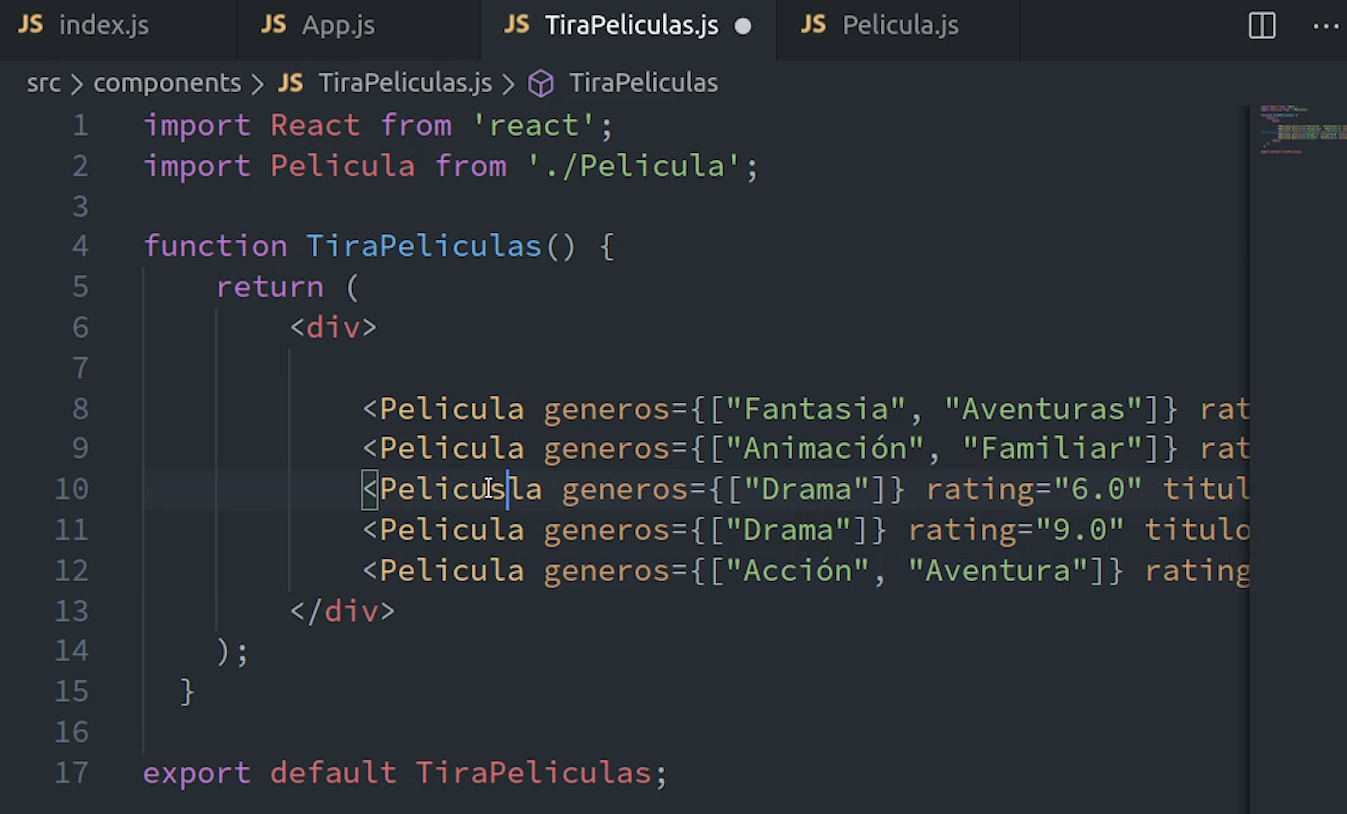 JS index.js JS App.js JS TiraPeliculas.js JS Pelicula.js
src > components > JS TiraPeliculas.js > TiraPeliculas
1 import React from 'react';
2 import Pelicula from './Pelicula';
3
4 function TiraPeliculas() {
5 return (
6 <div>
7
8 <Pelicula generos={["Fantasia", "Aventuras"]} rat
9 <Pelicula generos={["Animación", "Familiar"]} rat
10 <Pelicusla generos={["Drama"]} rating="6.0" titul
11 <Pelicula generos={["Drama"]} rating="9.0" titulo
12 <Pelicula generos={["Acción", "Aventura"]} rating
13 </div>
14 );
15 }
16
17 export default TiraPeliculas;